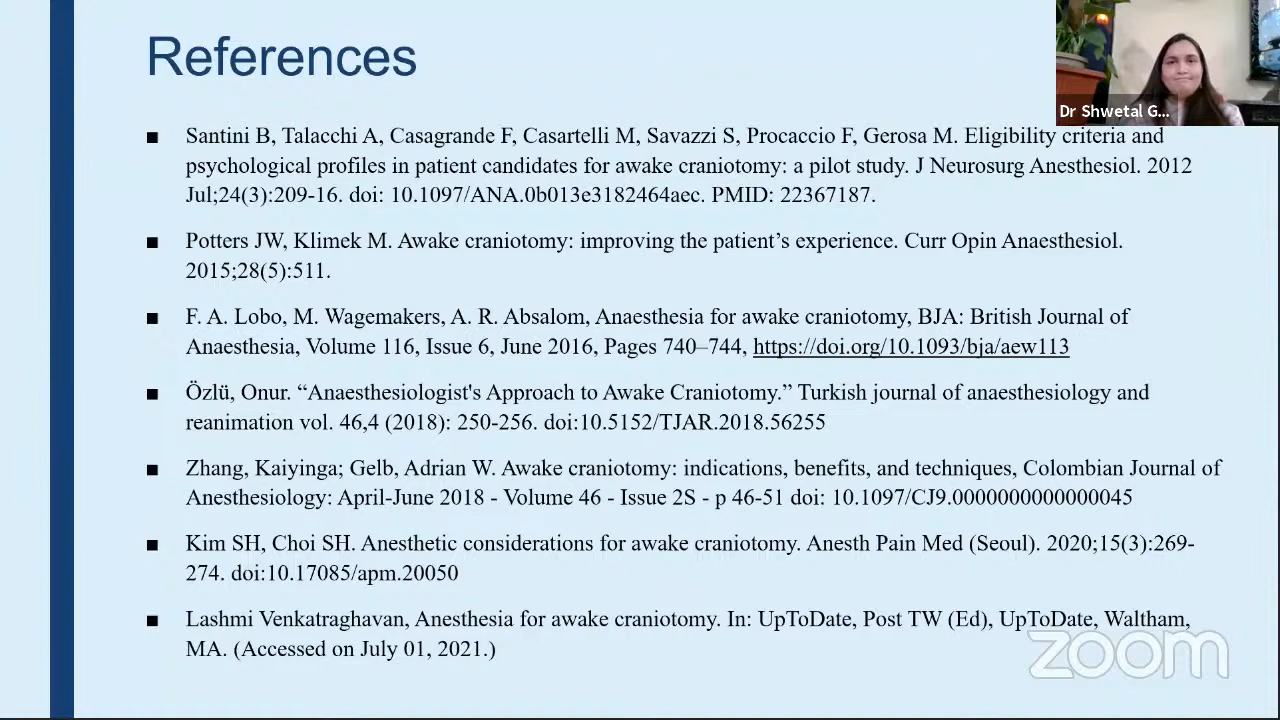 References
Dr Shwetal G...
■ Santini B, Talacchi A, Casagrande F, Casartelli M, Savazzi S, Procaccio F, Gerosa M. Eligibility criteria and
psychological profiles in patient candidates for awake craniotomy: a pilot study. J Neurosurg Anesthesiol. 2012
Jul;24(3):209-16. doi: 10.1097/ANA.0b013e3182464aec. PMID: 22367187.
■ Potters JW, Klimek M. Awake craniotomy: improving the patient’s experience. Curr Opin Anaesthesiol.
2015;28(5):511.
■ F. A. Lobo, M. Wagemakers, A. R. Absalom, Anaesthesia for awake craniotomy, BJA: British Journal of
Anaesthesia, Volume 116, Issue 6, June 2016, Pages 740–744, https://doi.org/10.1093/bja/aew113
■ Özlü, Onur. “Anaesthesiologist's Approach to Awake Craniotomy.” Turkish journal of anaesthesiology and
reanimation vol. 46,4 (2018): 250-256. doi:10.5152/TJAR.2018.56255
■ Zhang, Kaiyinga; Gelb, Adrian W. Awake craniotomy: indications, benefits, and techniques, Colombian Journal of
Anesthesiology: April-June 2018 - Volume 46 - Issue 2S - p 46-51 doi: 10.1097/CJ9.0000000000000045
■ Kim SH, Choi SH. Anesthetic considerations for awake craniotomy. Anesth Pain Med (Seoul). 2020;15(3):269-
274. doi:10.17085/apm.20050
■ Lashmi Venkatraghavan, Anesthesia for awake craniotomy. In: UpToDate, Post TW (Ed), UpToDate, Waltham,
MA. (Accessed on July 01, 2021.)
zoom